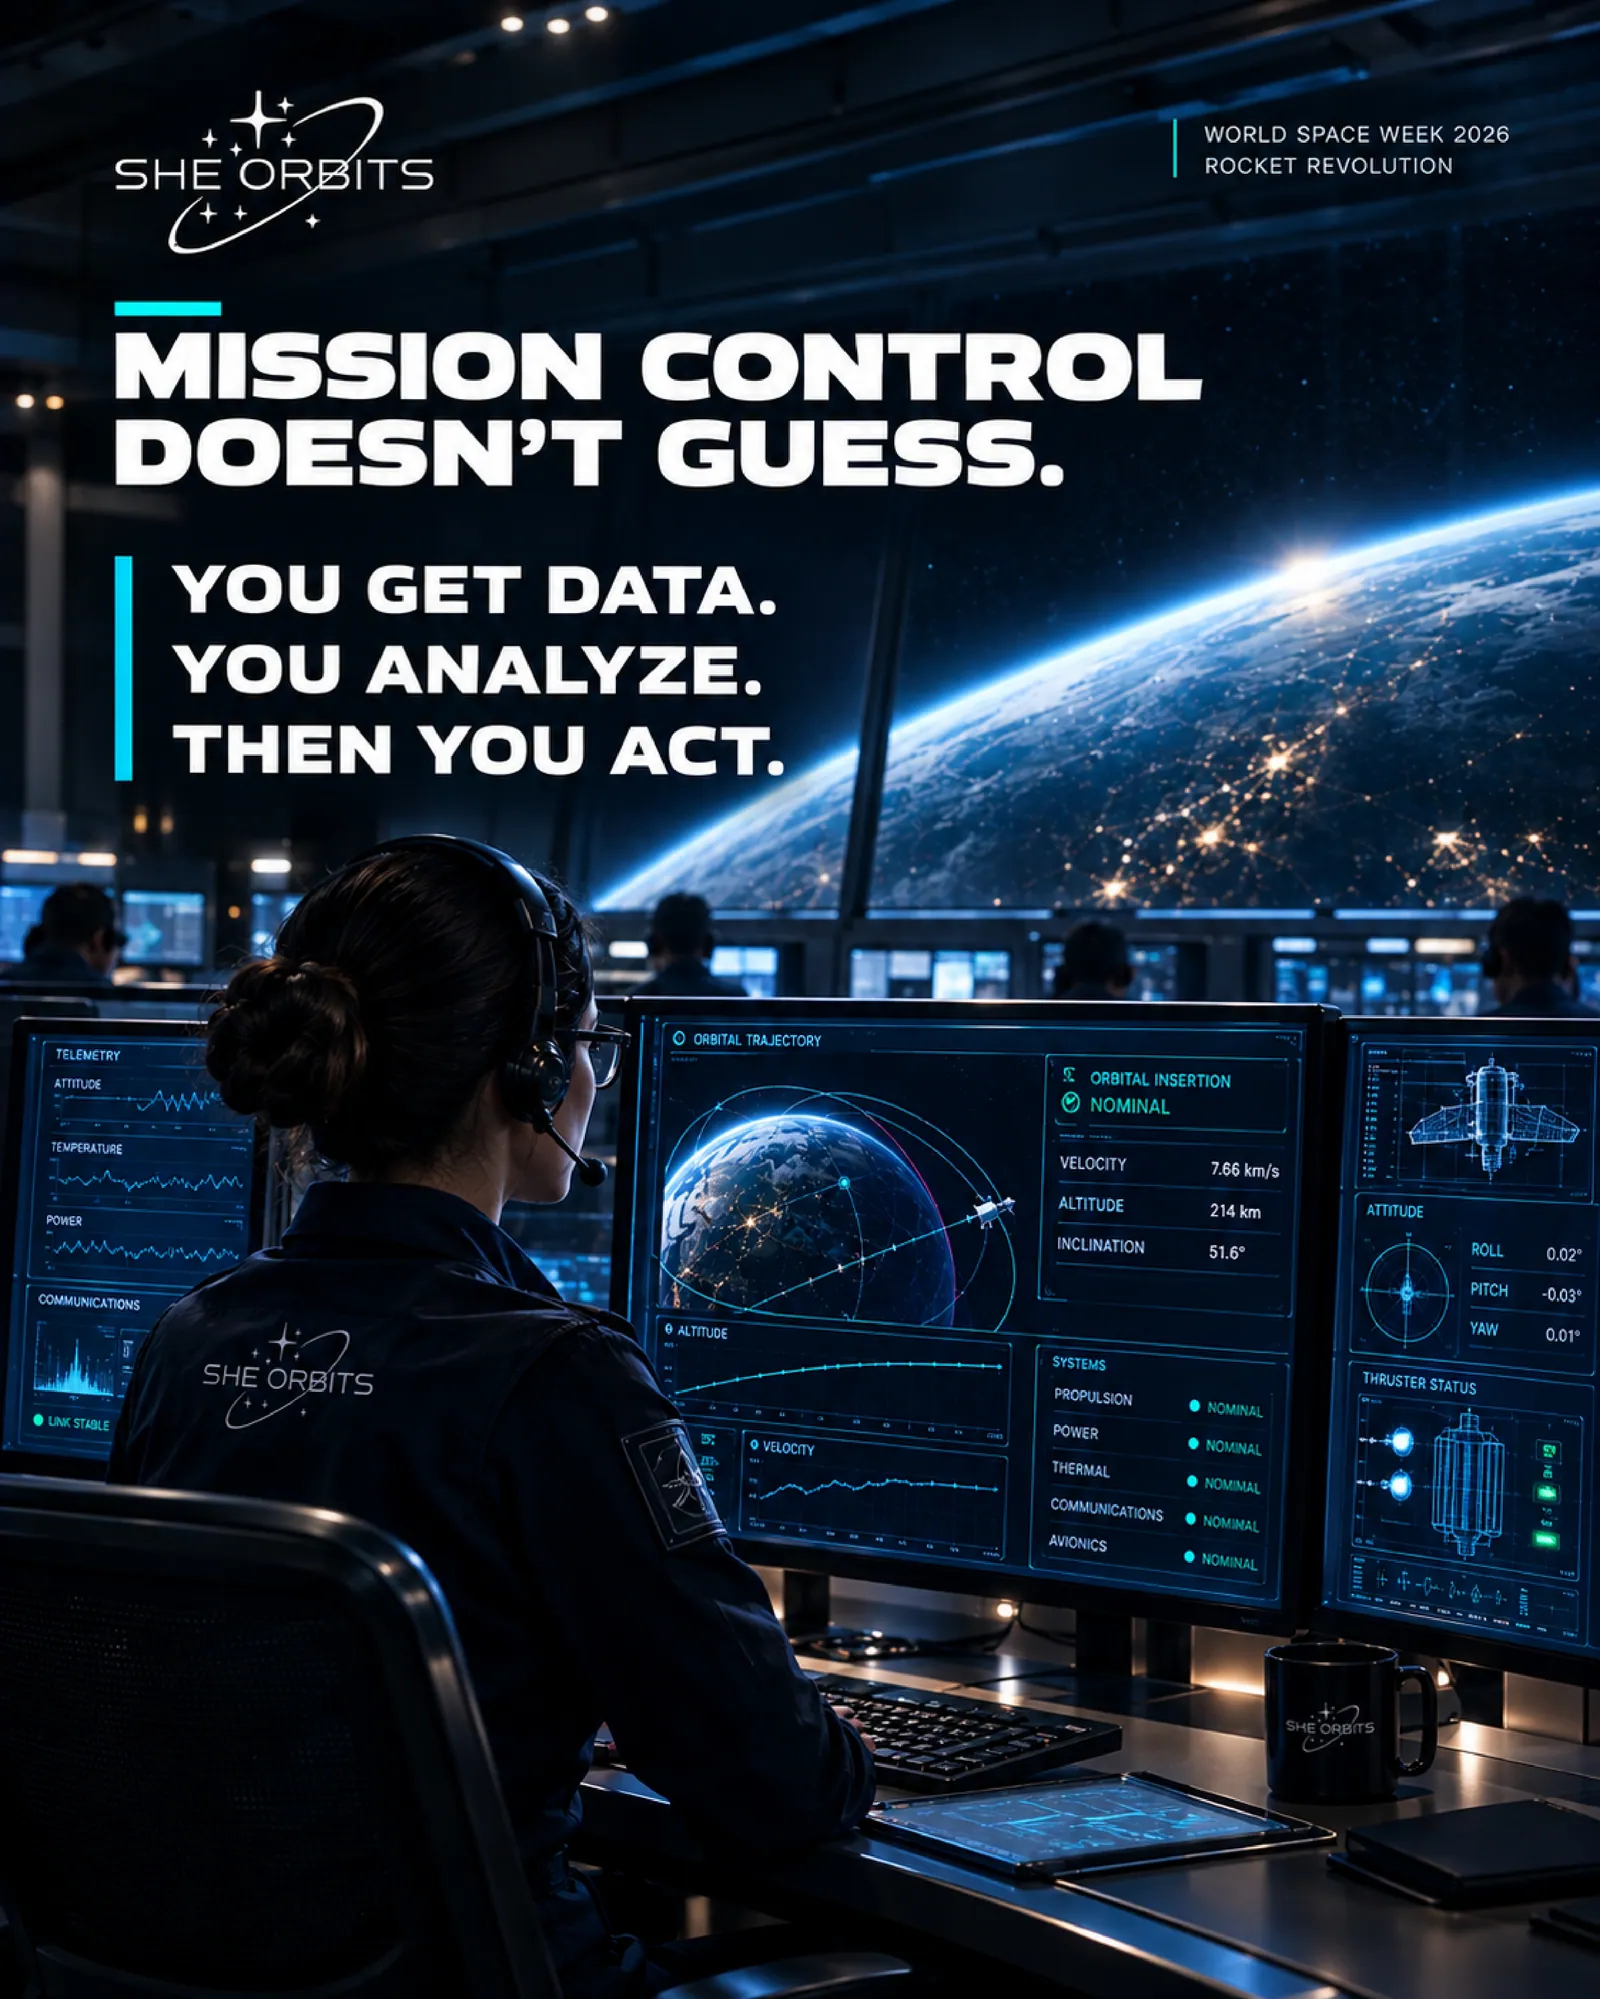 SHE ORBITS
WORLD SPACE WEEK 2026
ROCKET REVOLUTION
MISSION CONTROL
DOESN'T GUESS.
YOU GET DATA.
YOU ANALYZE.
THEN YOU ACT.
TELEMETRY
ATTITUDE
TEMPERATURE
POWER
COMMUNICATIONS
LINK STABLE
SHE ORBITS
ORBITAL TRAJECTORY
ORBITAL INSERTION
NOMINAL
VELOCITY 7.66 km/s
ALTITUDE 214 km
INCLINATION 51.6°
ALTITUDE
VELOCITY
SYSTEMS
PROPULSION NOMINAL
POWER NOMINAL
THERMAL NOMIMAL
COMMUNICATIONS NOMINAL
AVIONICS NOMINAL
ATTITUDE
ROLL 0.02°
PITCH -0.03°
YAW 0.01°
THRUSTER STATUS
SHE ORBITS